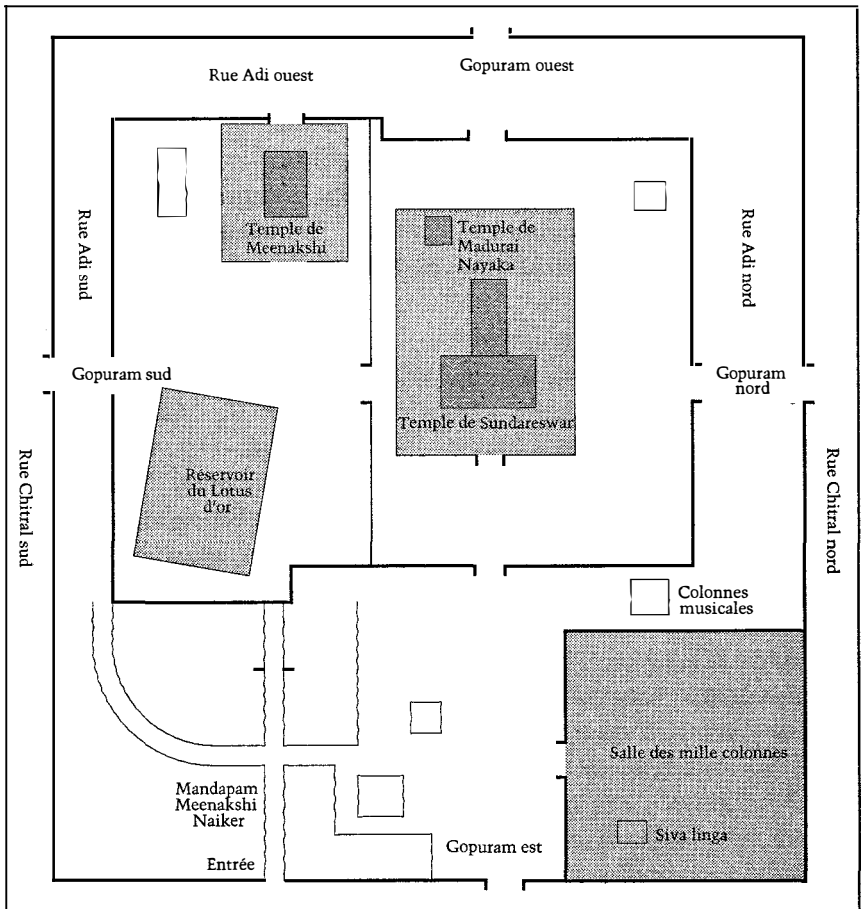 Gopuram ouest
Rue Adi ouest
Rue Adi sud
Temple de
Meenakshi
Temple de
Madurai
Nayaka
Rue Adi nord
Gopuram sud
Gopuram
nord
Temple de Sundareswar
Rue Chitral sud
Réservoir
du Lotus
d'or
Rue Chitral nord
Colonnes
musicales
Salle des mille colonnes
Mandapam
Meenakshi
Naiker
Siva linga
Gopuram est
Entrée